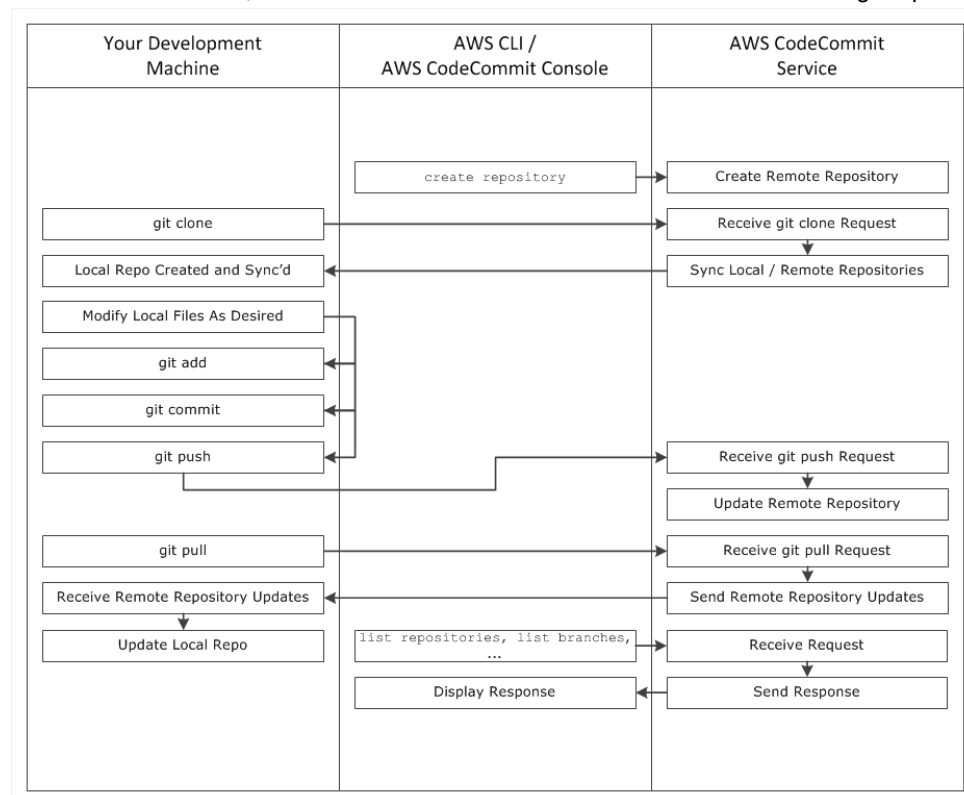 Your Development
Machine
AWS CLI /
AWS CodeCommit Console
AWS CodeCommit
Service
create repository
Create Remote Repository
git clone
Receive git clone Request
Local Repo Created and Sync'd
Sync Local / Remote Repositories
Modify Local Files As Desired
git add
git commit
git push
Receive git push Request
Update Remote Repository
git pull
Receive git pull Request
Receive Remote Repository Updates
Send Remote Repository Updates
Update Local Repo
list repositories, list branches,
...
Receive Request
Display Response
Send Response